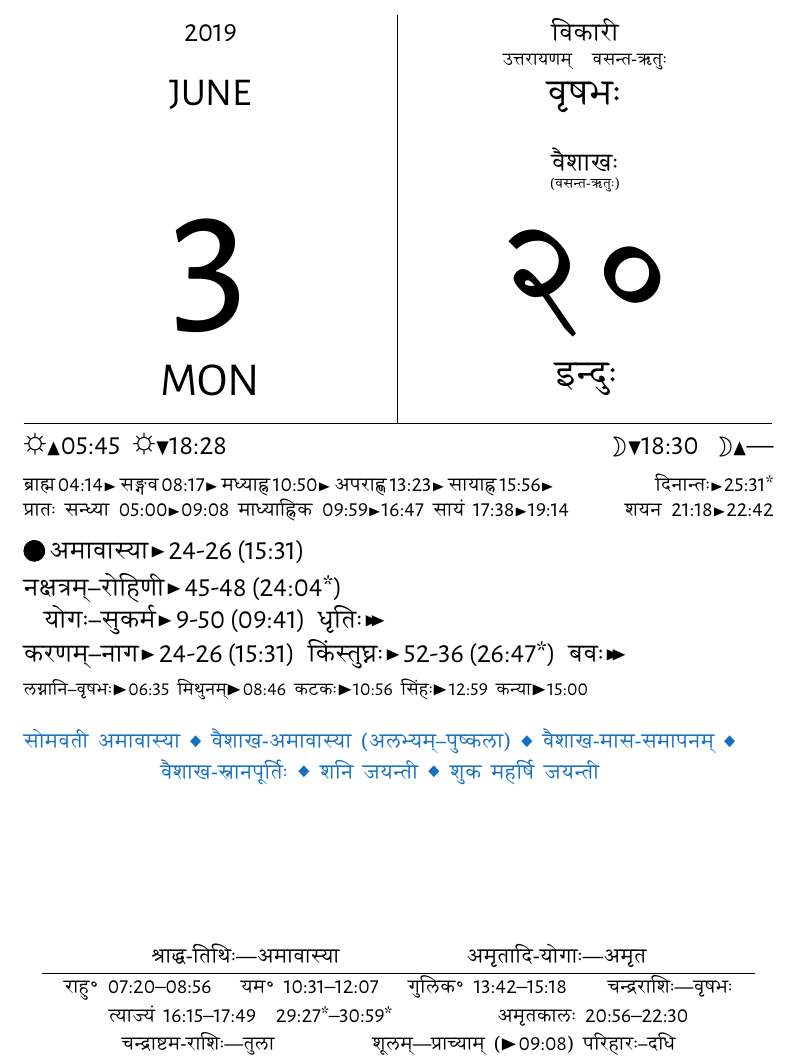 2019
JUNE
3
MON
विकारी
उत्तरायणम् वसन्त-ऋतुः
वृषभः
वैशाखः
(वसन्त-ऋतुः)
२०
इन्दुः
☼▲05:45 ☼▼18:28 ☽▼18:30 ☽▲—
ब्राह्म 04:14► सङ्गव 08:17► मध्याह्न 10:50► अपराह्ण 13:23► सायाह्न 15:56► दिनान्तः►25:31*
प्रातः सन्ध्या 05:00►09:08 माध्याह्निक 09:59►16:47 सायं 17:38►19:14 शयन 21:18►22:42
● अमावास्या►24-26 (15:31)
नक्षत्रम्–रोहिणी►45-48 (24:04*)
योगः–सुकर्म►9-50 (09:41) धृतिः►►
करणम्–नाग►24-26 (15:31) किंस्तुघ्नः►52-36 (26:47*) बवः►►
लग्नानि–वृषभः►06:35 मिथुनम्►08:46 कटकः►10:56 सिंहः►12:59 कन्या►15:00
सोमवती अमावास्या ◆ वैशाख-अमावास्या (अलभ्यम्–पुष्कला) ◆ वैशाख-मास-समापनम् ◆
वैशाख-स्नानपूर्तिः ◆ शनि जयन्ती ◆ शुक महर्षि जयन्ती
श्राद्ध-तिथिः—अमावास्या अमृतादि-योगाः—अमृत
राहु° 07:20–08:56 यम° 10:31–12:07 गुलिक° 13:42–15:18 चन्द्रराशिः—वृषभः
त्याज्यं 16:15–17:49 29:27*–30:59* अमृतकालः 20:56–22:30
चन्द्राष्टम-राशिः—तुला शूलम्—प्राच्याम् (►09:08) परिहारः–दधि